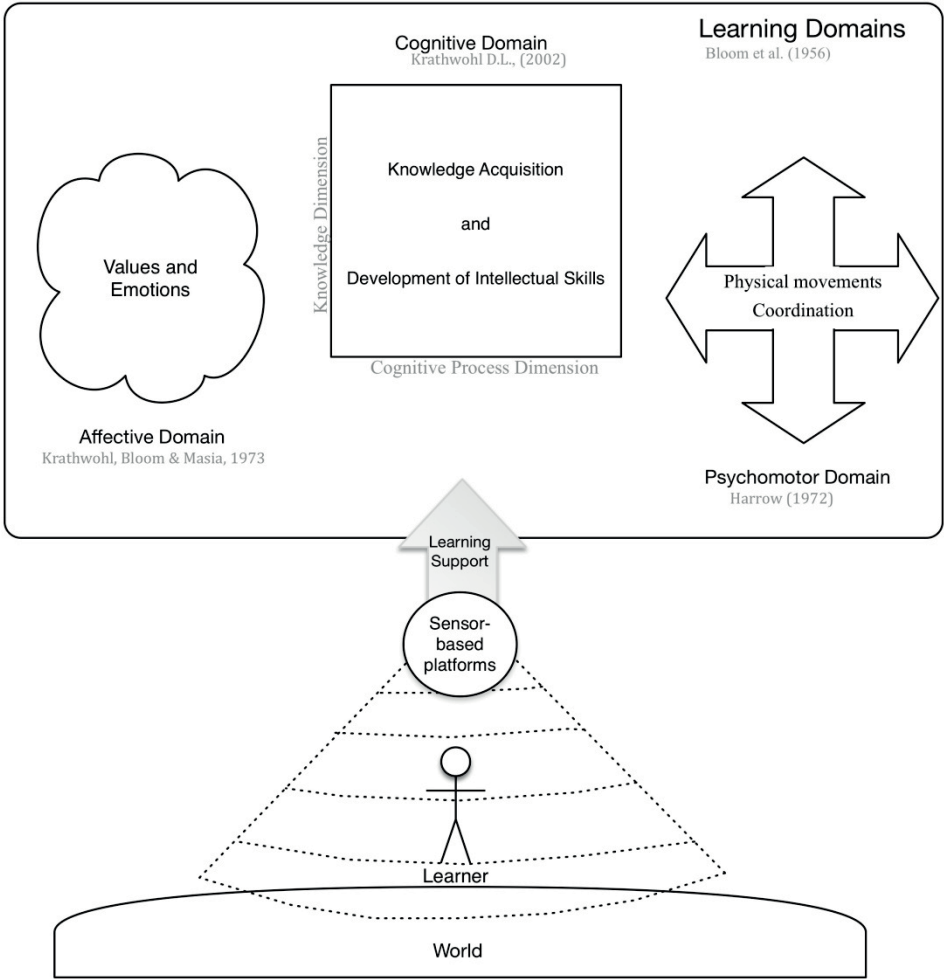 Learning Domains
Bloom et al. (1956)
Cognitive Domain
Krathwohl D.L., (2002)
Knowledge Dimension
Knowledge Acquisition
and
Development of Intellectual Skills
Cognitive Process Dimension
Values and
Emotions
Affective Domain
Krathwohl, Bloom & Masia, 1973
Physical movements
Coordination
Psychomotor Domain
Harrow (1972)
Learning
Support
Sensor-
based
platforms
Learner
World